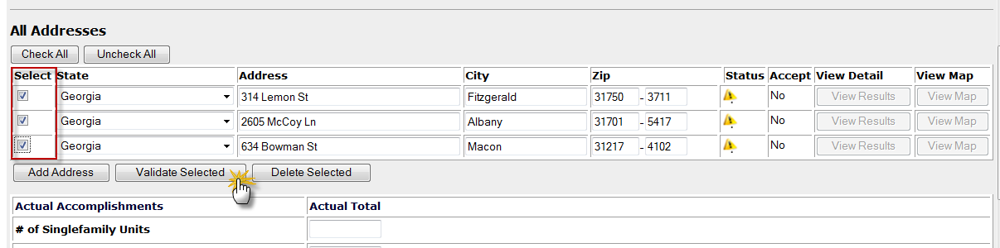 All Addresses
Check All Uncheck All
Select State Address City Zip Status Accept View Detail View Map
Georgia 314 Lemon St Fitzgerald 31750 - 3711 No View Results View Map
Georgia 2605 McCoy Ln Albany 31701 - 5417 No View Results View Map
Georgia 634 Bowman St Macon 31217 - 4102 No View Results View Map
Add Address Validate Selected Delete Selected
Actual Accomplishments Actual Total
# of Singlefamily Units